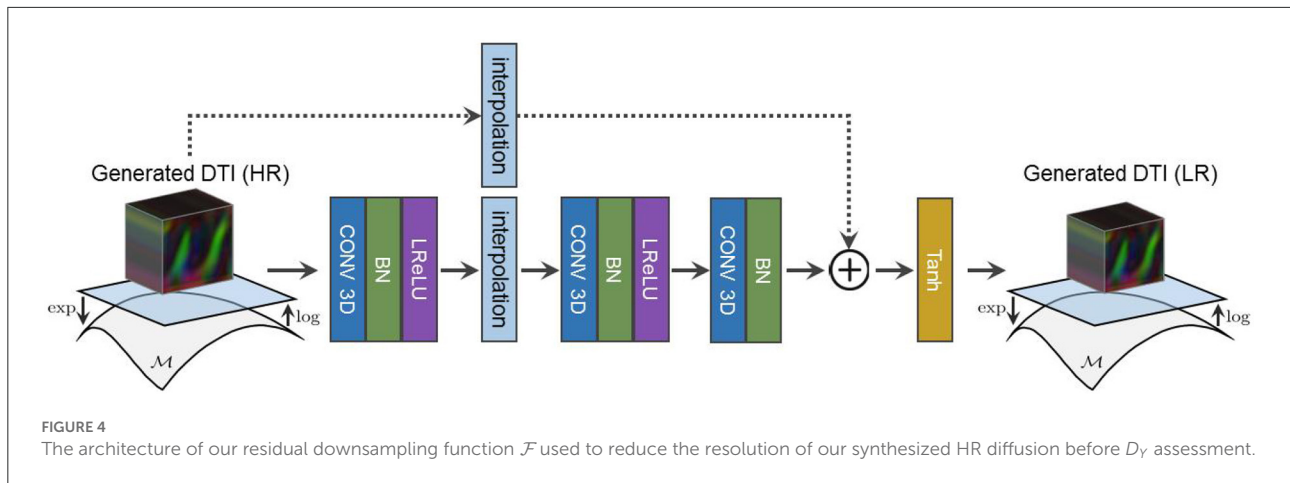 interpolation
Generated DTI (HR)
Generated DTI (LR)
CONV 3D
BN
LReLU
interpolation
CONV 3D
BN
LReLU
CONV 3D
BN
+
Tanh
exp
log
ℳ
exp
log
ℳ
FIGURE 4
The architecture of our residual downsampling function ℱ used to reduce the resolution of our synthesized HR diffusion before D_Y assessment.